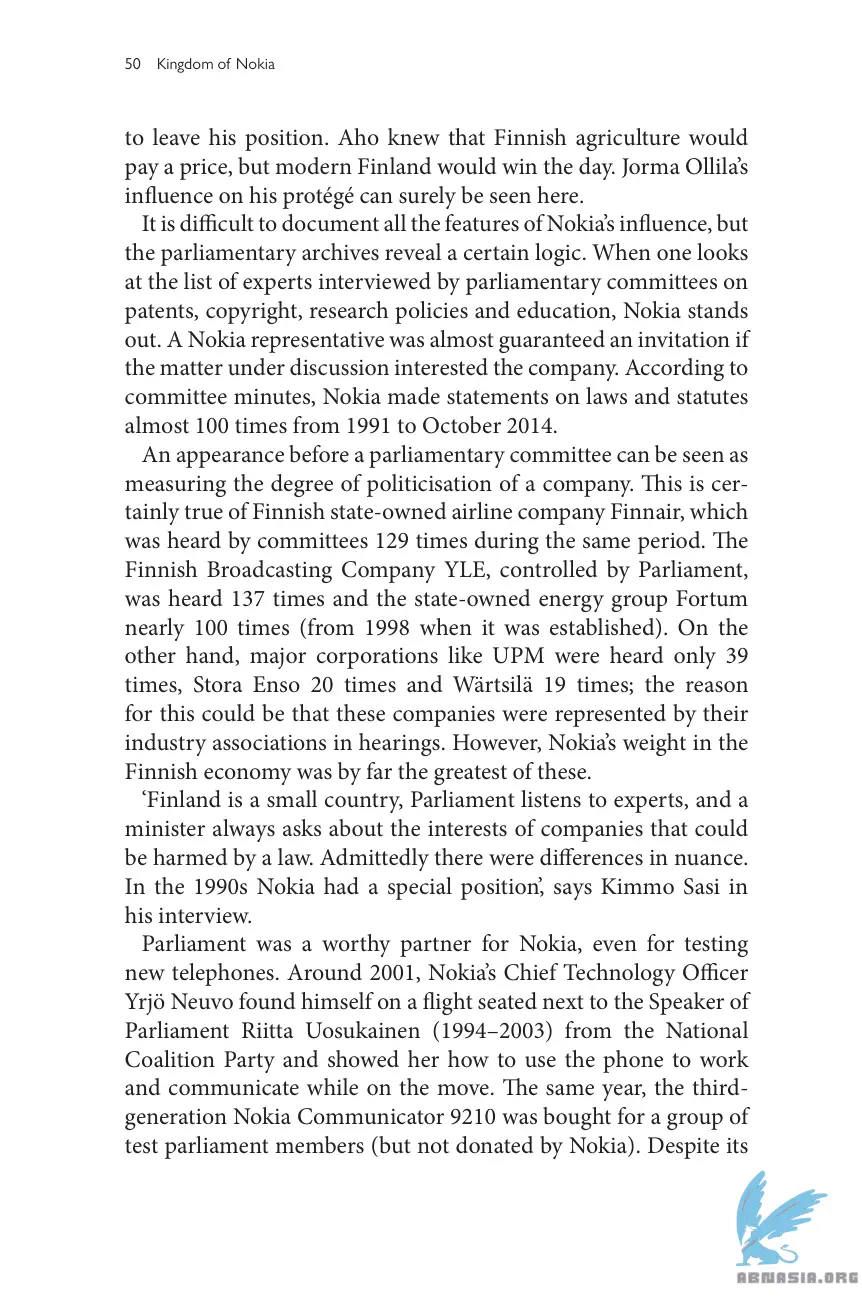 50 Kingdom of Nokia
to leave his position. Aho knew that Finnish agriculture would
pay a price, but modern Finland would win the day. Jorma Ollila’s
influence on his protégé can surely be seen here.
It is difficult to document all the features of Nokia’s influence, but
the parliamentary archives reveal a certain logic. When one looks
at the list of experts interviewed by parliamentary committees on
patents, copyright, research policies and education, Nokia stands
out. A Nokia representative was almost guaranteed an invitation if
the matter under discussion interested the company. According to
committee minutes, Nokia made statements on laws and statutes
almost 100 times from 1991 to October 2014.
An appearance before a parliamentary committee can be seen as
measuring the degree of politicisation of a company. This is cer-
tainly true of Finnish state-owned airline company Finnair, which
was heard by committees 129 times during the same period. The
Finnish Broadcasting Company YLE, controlled by Parliament,
was heard 137 times and the state-owned energy group Fortum
nearly 100 times (from 1998 when it was established). On the
other hand, major corporations like UPM were heard only 39
times, Stora Enso 20 times and Wärtsilä 19 times; the reason
for this could be that these companies were represented by their
industry associations in hearings. However, Nokia’s weight in the
Finnish economy was by far the greatest of these.
‘Finland is a small country, Parliament listens to experts, and a
minister always asks about the interests of companies that could
be harmed by a law. Admittedly there were differences in nuance.
In the 1990s Nokia had a special position’, says Kimmo Sasi in
his interview.
Parliament was a worthy partner for Nokia, even for testing
new telephones. Around 2001, Nokia’s Chief Technology Officer
Yrjö Neuvo found himself on a flight seated next to the Speaker of
Parliament Riitta Uosukainen (1994–2003) from the National
Coalition Party and showed her how to use the phone to work
and communicate while on the move. The same year, the third-
generation Nokia Communicator 9210 was bought for a group of
test parliament members (but not donated by Nokia). Despite its
ABNASIA.ORG